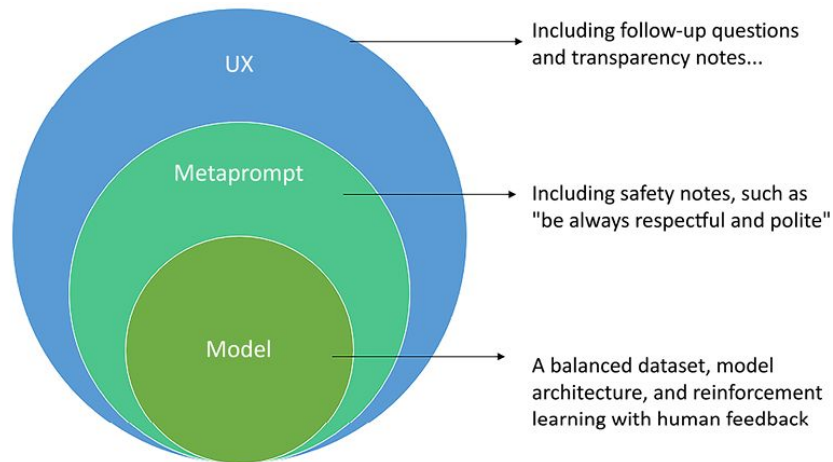 UX
Including follow-up questions
and transparency notes...
Metaprompt
Including safety notes, such as
"be always respectful and polite"
Model
A balanced dataset, model
architecture, and reinforcement
learning with human feedback